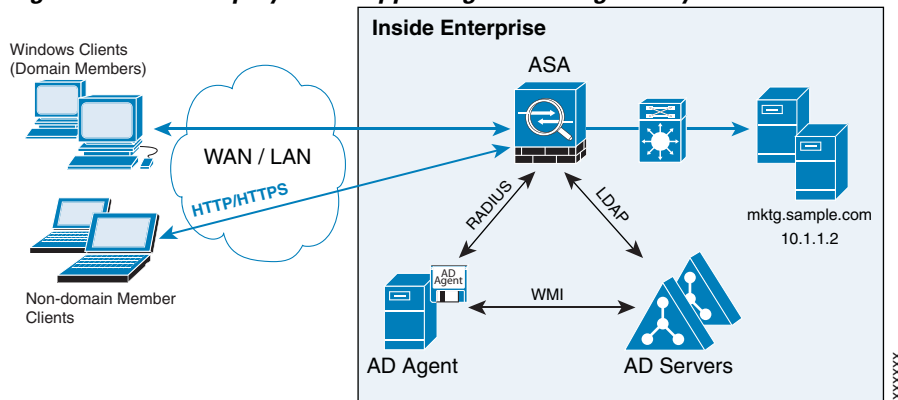 Inside Enterprise
Windows Clients
(Domain Members)
ASA
WAN / LAN
HTTP/HTTPS
RADIUS
LDAP
mktg.sample.com
10.1.1.2
AD
Agent
Non-domain Member
Clients
WMI
AD Agent
AD Servers
xxxxxx